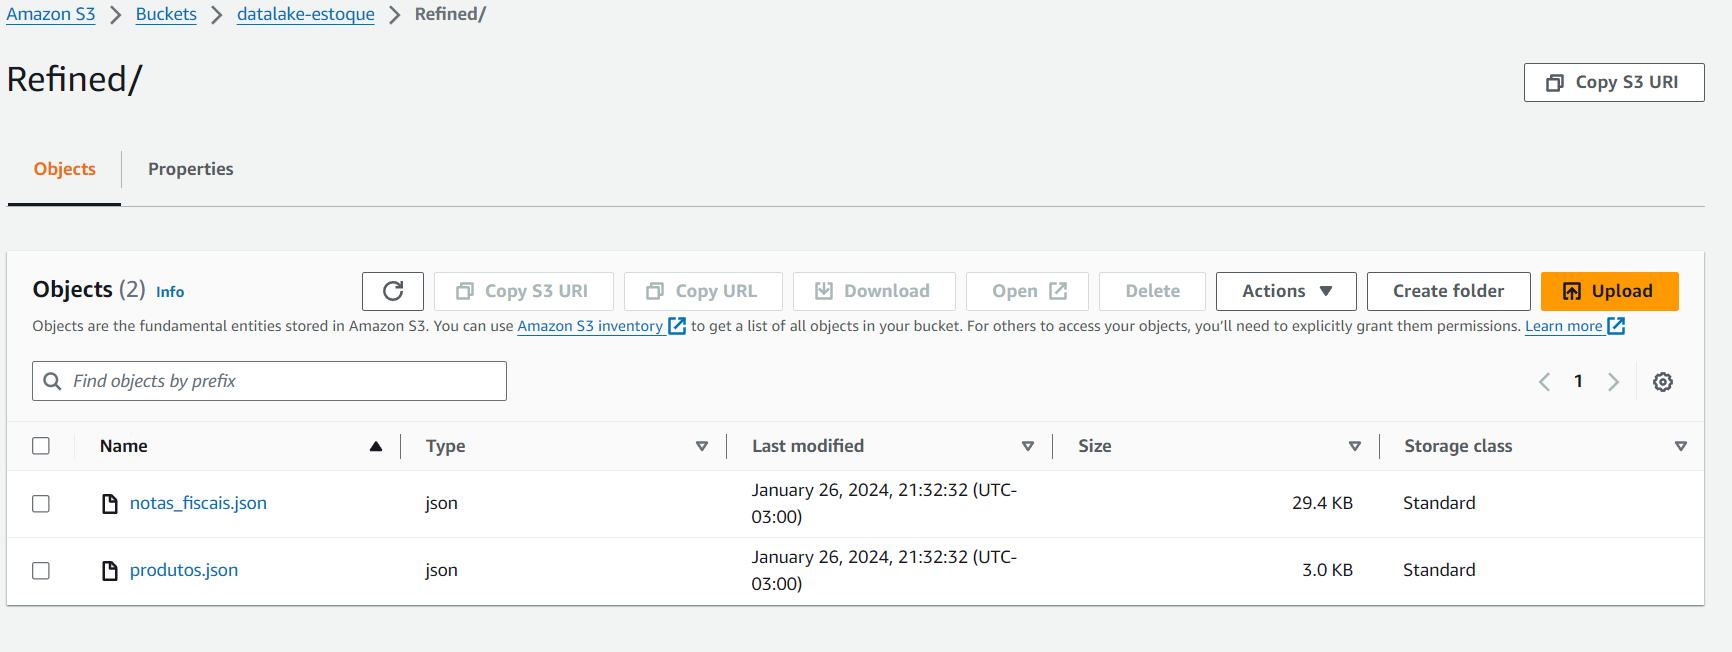 Amazon S3 > Buckets > datalake-estoque > Refined/
Refined/
Copy S3 URI
Objects
Properties
Objects (2) Info
Copy S3 URI
Copy URL
Download
Open
Delete
Actions
Create folder
Upload
Objects are the fundamental entities stored in Amazon S3. You can use Amazon S3 inventory to get a list of all objects in your bucket. For others to access your objects, you'll need to explicitly grant them permissions. Learn more
Find objects by prefix
1
Name
Type
Last modified
Size
Storage class
notas_fiscais.json
json
January 26, 2024, 21:32:32 (UTC-
03:00)
29.4 KB
Standard
produtos.json
json
January 26, 2024, 21:32:32 (UTC-
03:00)
3.0 KB
Standard